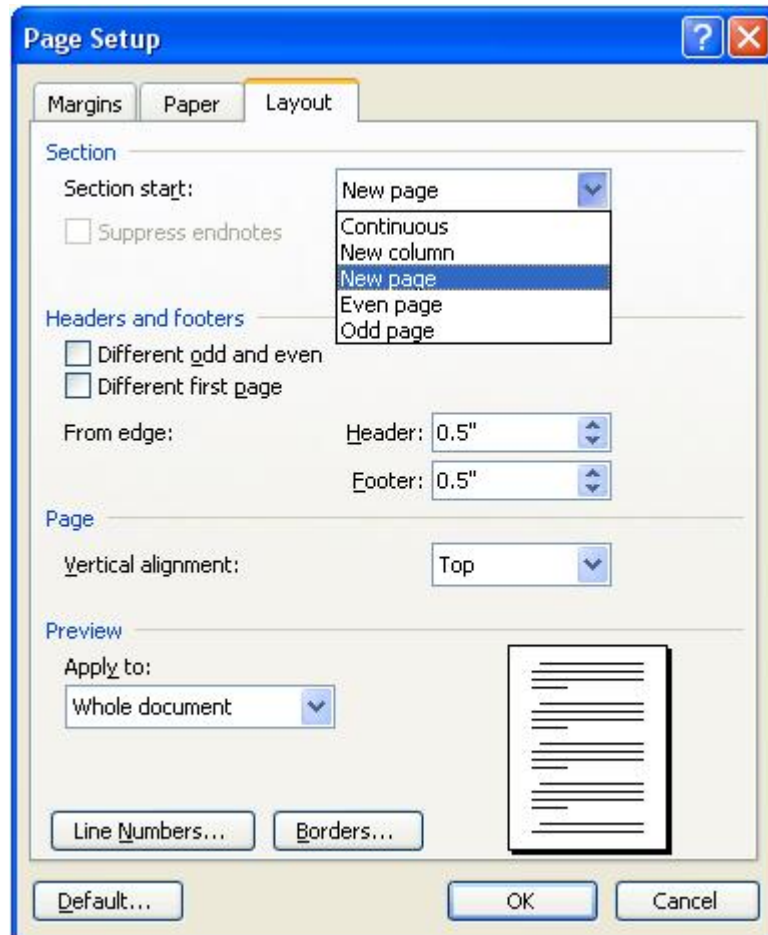 Page Setup
Margins Paper Layout
Section
Section start: New page
Suppress endnotes
Continuous
New column
New page
Even page
Odd page
Headers and footers
Different odd and even
Different first page
From edge: Header: 0.5"
Footer: 0.5"
Page
Vertical alignment: Top
Preview
Apply to:
Whole document
Line Numbers... Borders...
Default... OK Cancel